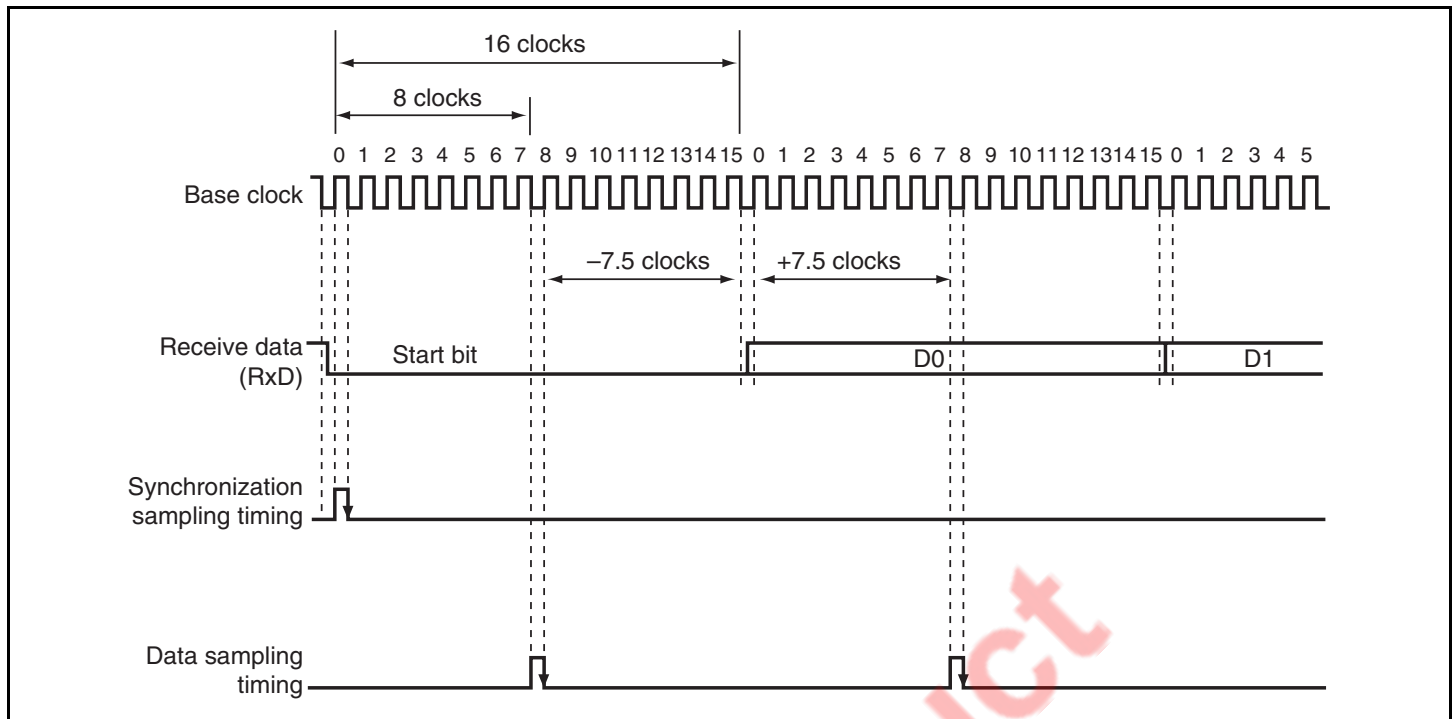 16 clocks
8 clocks
0 1 2 3 4 5 6 7 8 9 10 11 12 13 14 15 0 1 2 3 4 5 6 7 8 9 10 11 12 13 14 15 0 1 2 3 4 5
Base clock
–7.5 clocks
+7.5 clocks
Receive data
(RxD)
Start bit
D0
D1
Synchronization
sampling timing
Data sampling
timing
uct